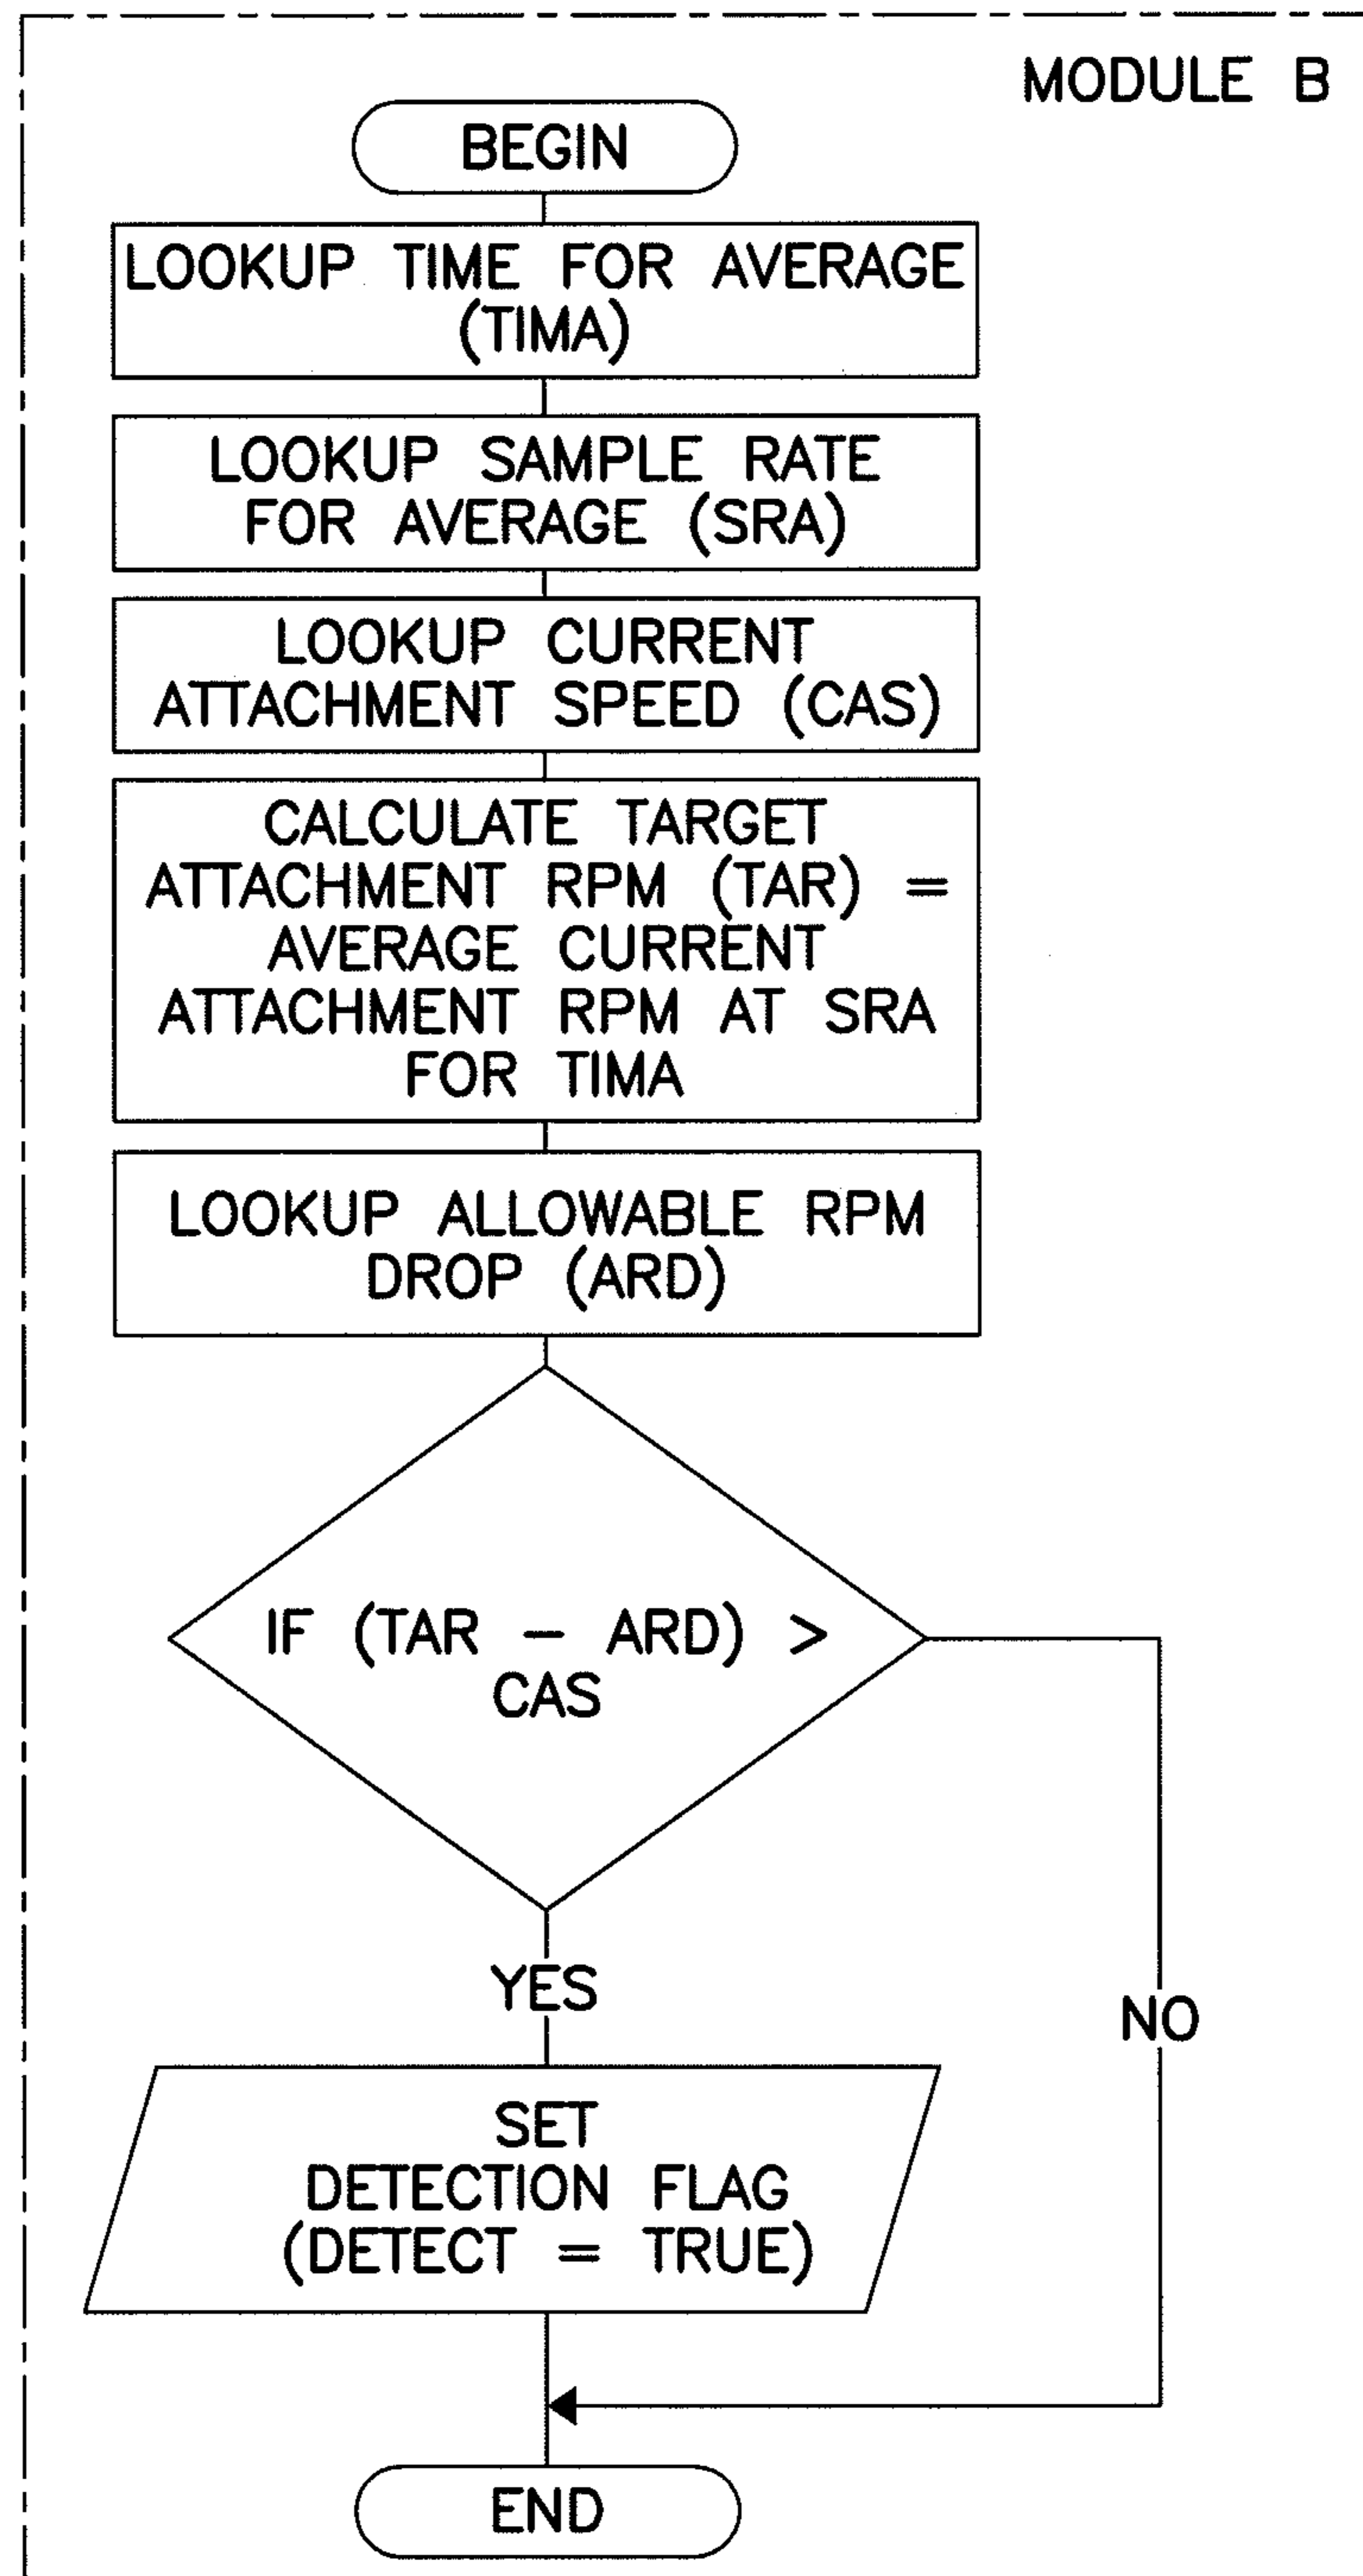 MODULE B
BEGIN
LOOKUP TIME FOR AVERAGE
(TIMA)
LOOKUP SAMPLE RATE
FOR AVERAGE (SRA)
LOOKUP CURRENT
ATTACHMENT SPEED (CAS)
CALCULATE TARGET
ATTACHMENT RPM (TAR) =
AVERAGE CURRENT
ATTACHMENT RPM AT SRA
FOR TIMA
LOOKUP ALLOWABLE RPM
DROP (ARD)
IF (TAR – ARD) >
CAS
YES
NO
SET
DETECTION FLAG
(DETECT = TRUE)
END